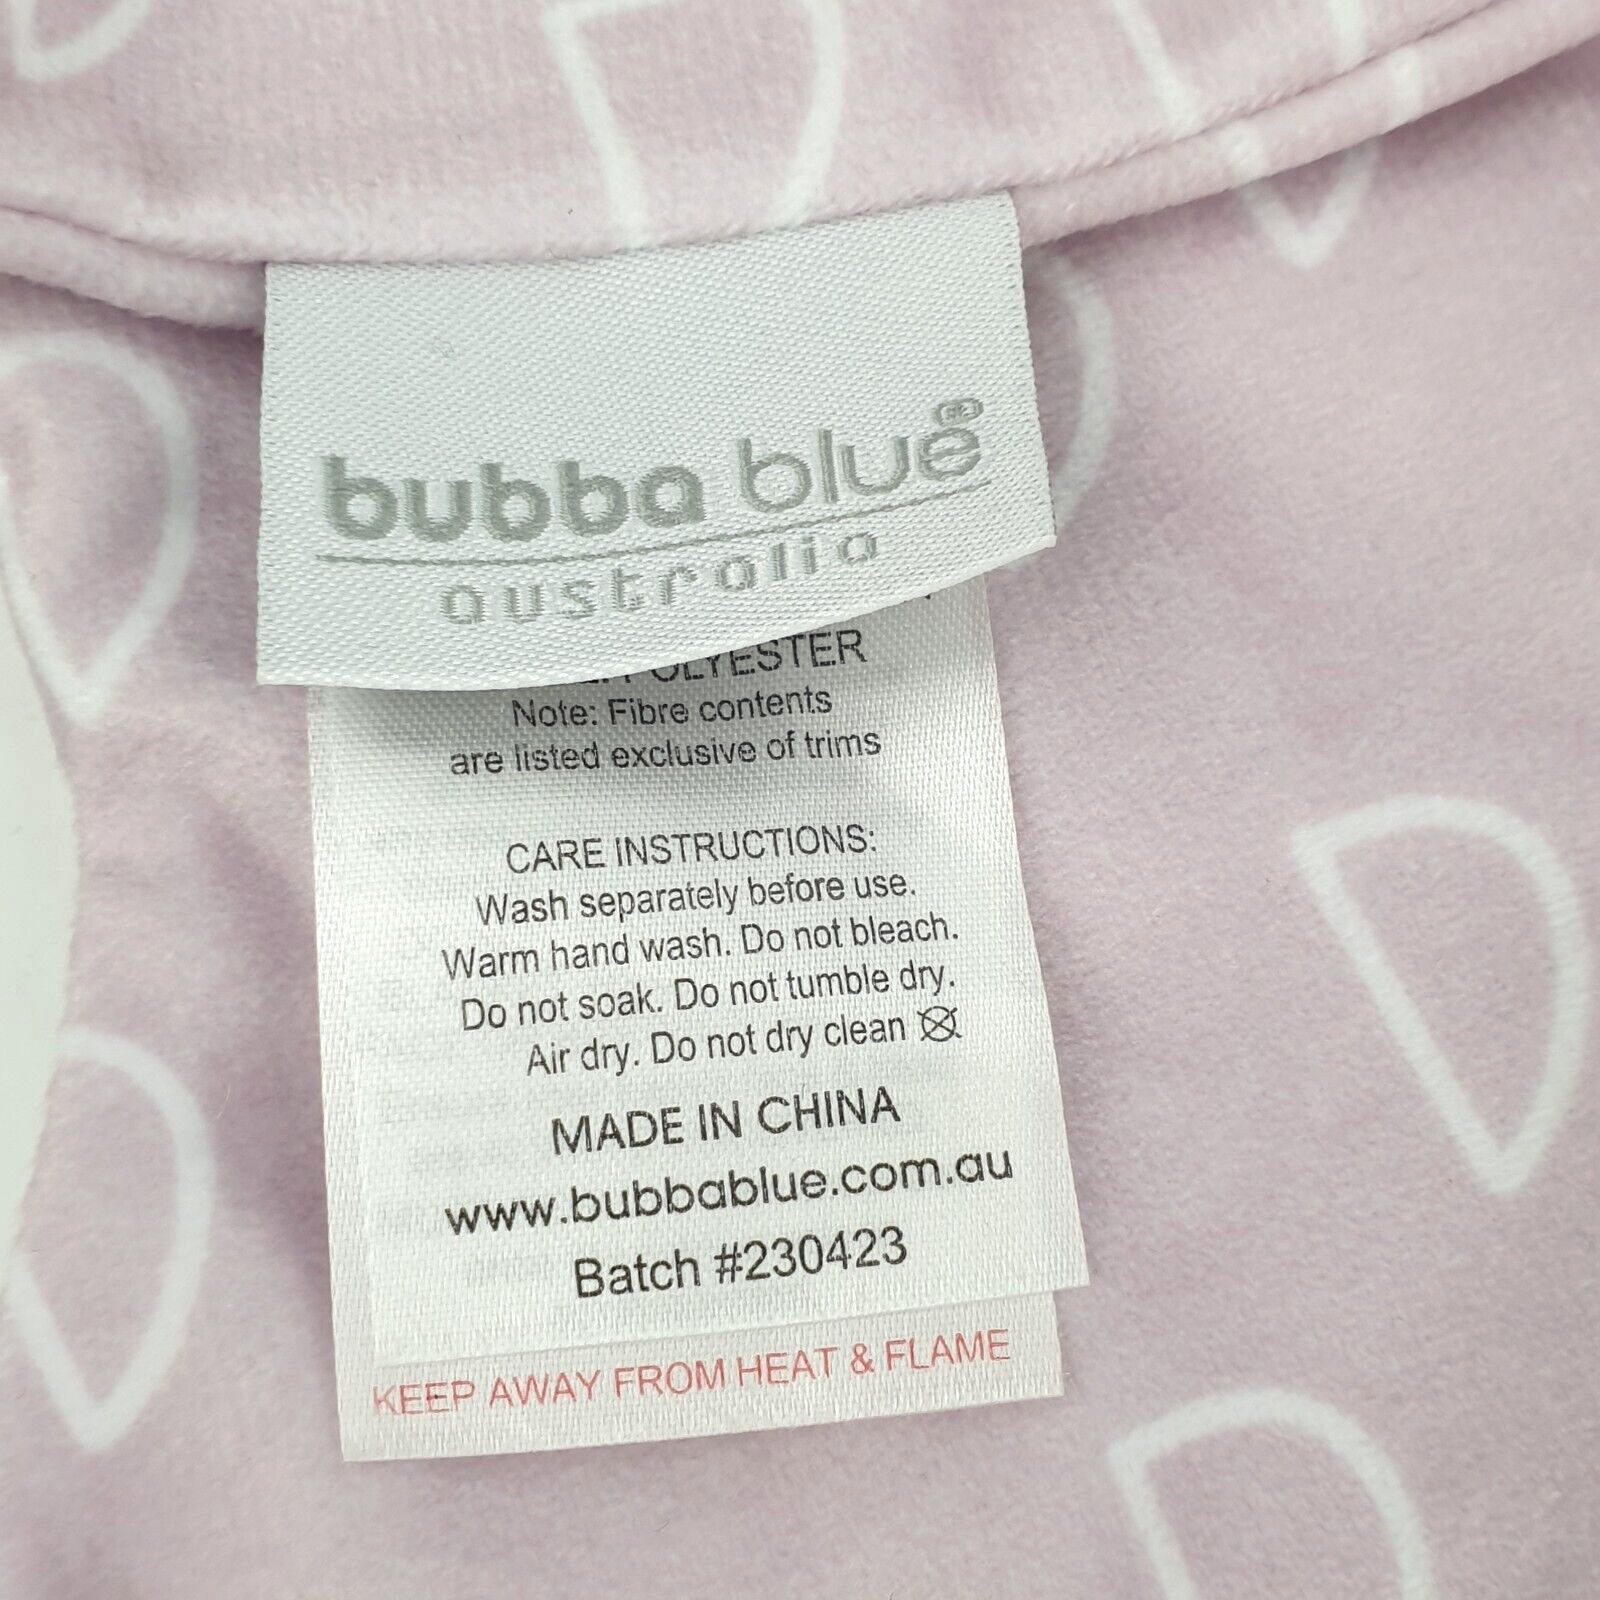 bubba blue®
australia
POLYESTER
Note: Fibre contents
are listed exclusive of trims
CARE INSTRUCTIONS:
Wash separately before use.
Warm hand wash. Do not bleach.
Do not soak. Do not tumble dry.
Air dry. Do not dry clean
MADE IN CHINA
www.bubbablue.com.au
Batch #230423
KEEP AWAY FROM HEAT & FLAME